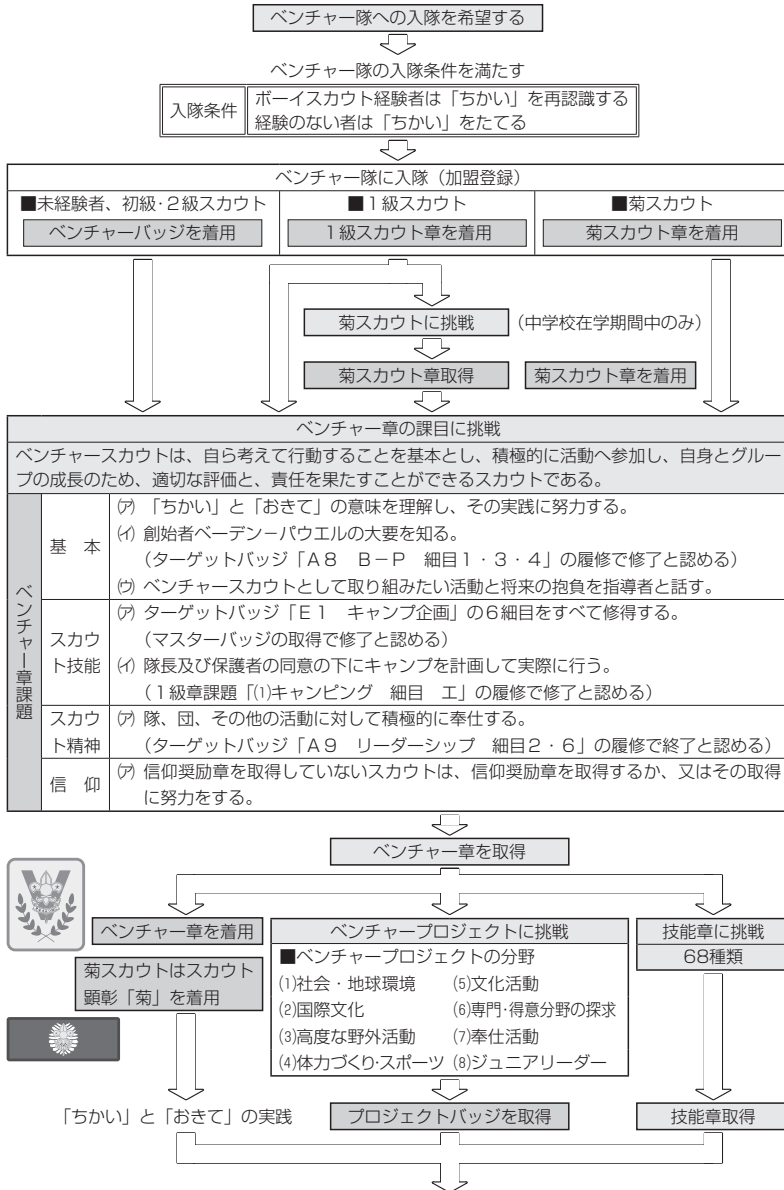 ベンチャー隊への入隊を希望する
ベンチャー隊の入隊条件を満たす
入隊条件
ボーイスカウト経験者は「ちかい」を再認識する
経験のない者は「ちかい」をたてる
ベンチャー隊に入隊（加盟登録）
■未経験者、初級・２級スカウト
ベンチャーバッジを着用
■１級スカウト
１級スカウト章を着用
■菊スカウト
菊スカウト章を着用
菊スカウトに挑戦
（中学校在学期間中のみ）
菊スカウト章取得
菊スカウト章を着用
ベンチャー章の課目に挑戦
ベンチャースカウトは、自ら考えて行動することを基本とし、積極的に活動へ参加し、自身とグルー
プの成長のため、適切な評価と、責任を果たすことができるスカウトである。
ベンチャー章課題
基　本
㋐ 「ちかい」と「おきて」の意味を理解し、その実践に努力する。
㋑ 創始者ベーデン－パウエルの大要を知る。
（ターゲットバッジ「Ａ８　Ｂ－Ｐ　細目１・３・４」の履修で修了と認める）
㋒ ベンチャースカウトとして取り組みたい活動と将来の抱負を指導者と話す。
スカウ
ト技能
㋐ ターゲットバッジ「Ｅ１　キャンプ企画」の６細目をすべて修得する。
（マスターバッジの取得で修了と認める）
㋑ 隊長及び保護者の同意の下にキャンプを計画して実際に行う。
（１級章課題「⑴キャンピング　細目　エ」の履修で修了と認める）
スカウ
ト精神
㋐ 隊、団、その他の活動に対して積極的に奉仕する。
（ターゲットバッジ「Ａ９　リーダーシップ　細目２・６」の履修で終了と認める）
信　仰
㋐ 信仰奨励章を取得していないスカウトは、信仰奨励章を取得するか、又はその取得
に努力をする。
ベンチャー章を取得
ベンチャー章を着用
菊スカウトはスカウト
顕彰「菊」を着用
「ちかい」と「おきて」の実践
ベンチャープロジェクトに挑戦
■ベンチャープロジェクトの分野
⑴社会・地球環境
⑵国際文化
⑶高度な野外活動
⑷体力づくり・スポーツ
⑸文化活動
⑹専門・得意分野の探求
⑺奉仕活動
⑻ジュニアリーダー
プロジェクトバッジを取得
技能章に挑戦
68種類
技能章取得